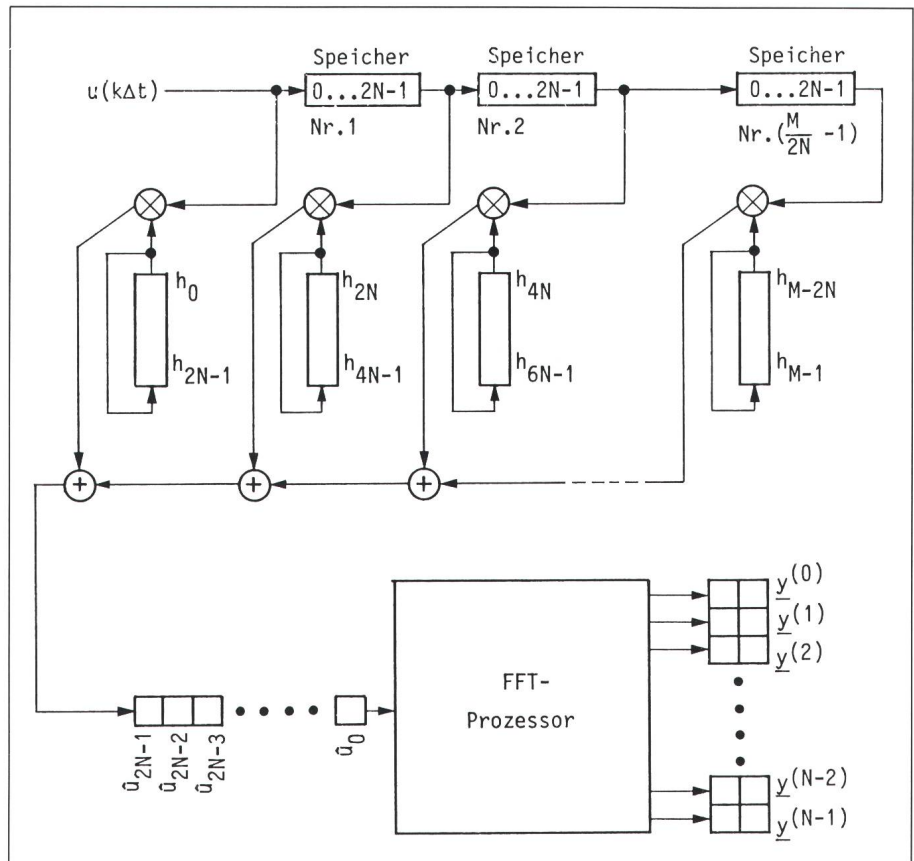 Speicher Speicher Speicher
u(kΔt) 0...2N-1 0...2N-1 0...2N-1
Nr.1 Nr.2 Nr.(M/2N -1)
h₀ h₂N h₄N h_M-2N
h₂N-1 h₄N-1 h₆N-1 h_M-1
y⁽⁰⁾
y⁽¹⁾
y⁽²⁾
FFT-
Prozessor
û₂N-1 û₂N-2 û₂N-3 û₀
y⁽N-2⁾
y⁽N-1⁾